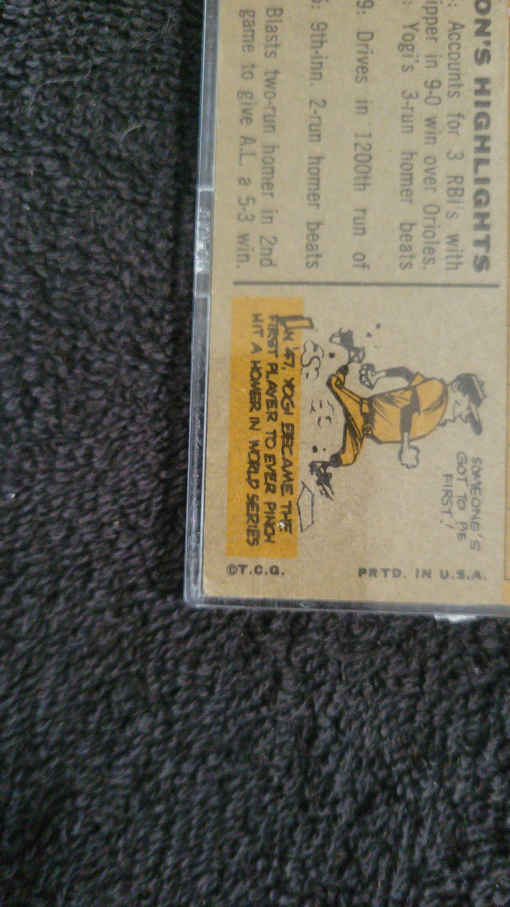 ON'S HIGHLIGHTS
: Accounts for 3 RBI's with
ipper in 9-0 win over Orioles.
: Yogi's 3-run homer beats
9: Drives in 1200th run of
: 9th-inn. 2-run homer beats
Blasts two-run homer in 2nd
game to give A.L. a 5-3 win.
SOMEONE'S
GOT TO BE
FIRST!
IN '47, YOGI BECAME THE
FIRST PLAYER TO EVER PINCH
HIT A HOMER IN WORLD SERIES
©T.C.G.
PRTD. IN U.S.A.